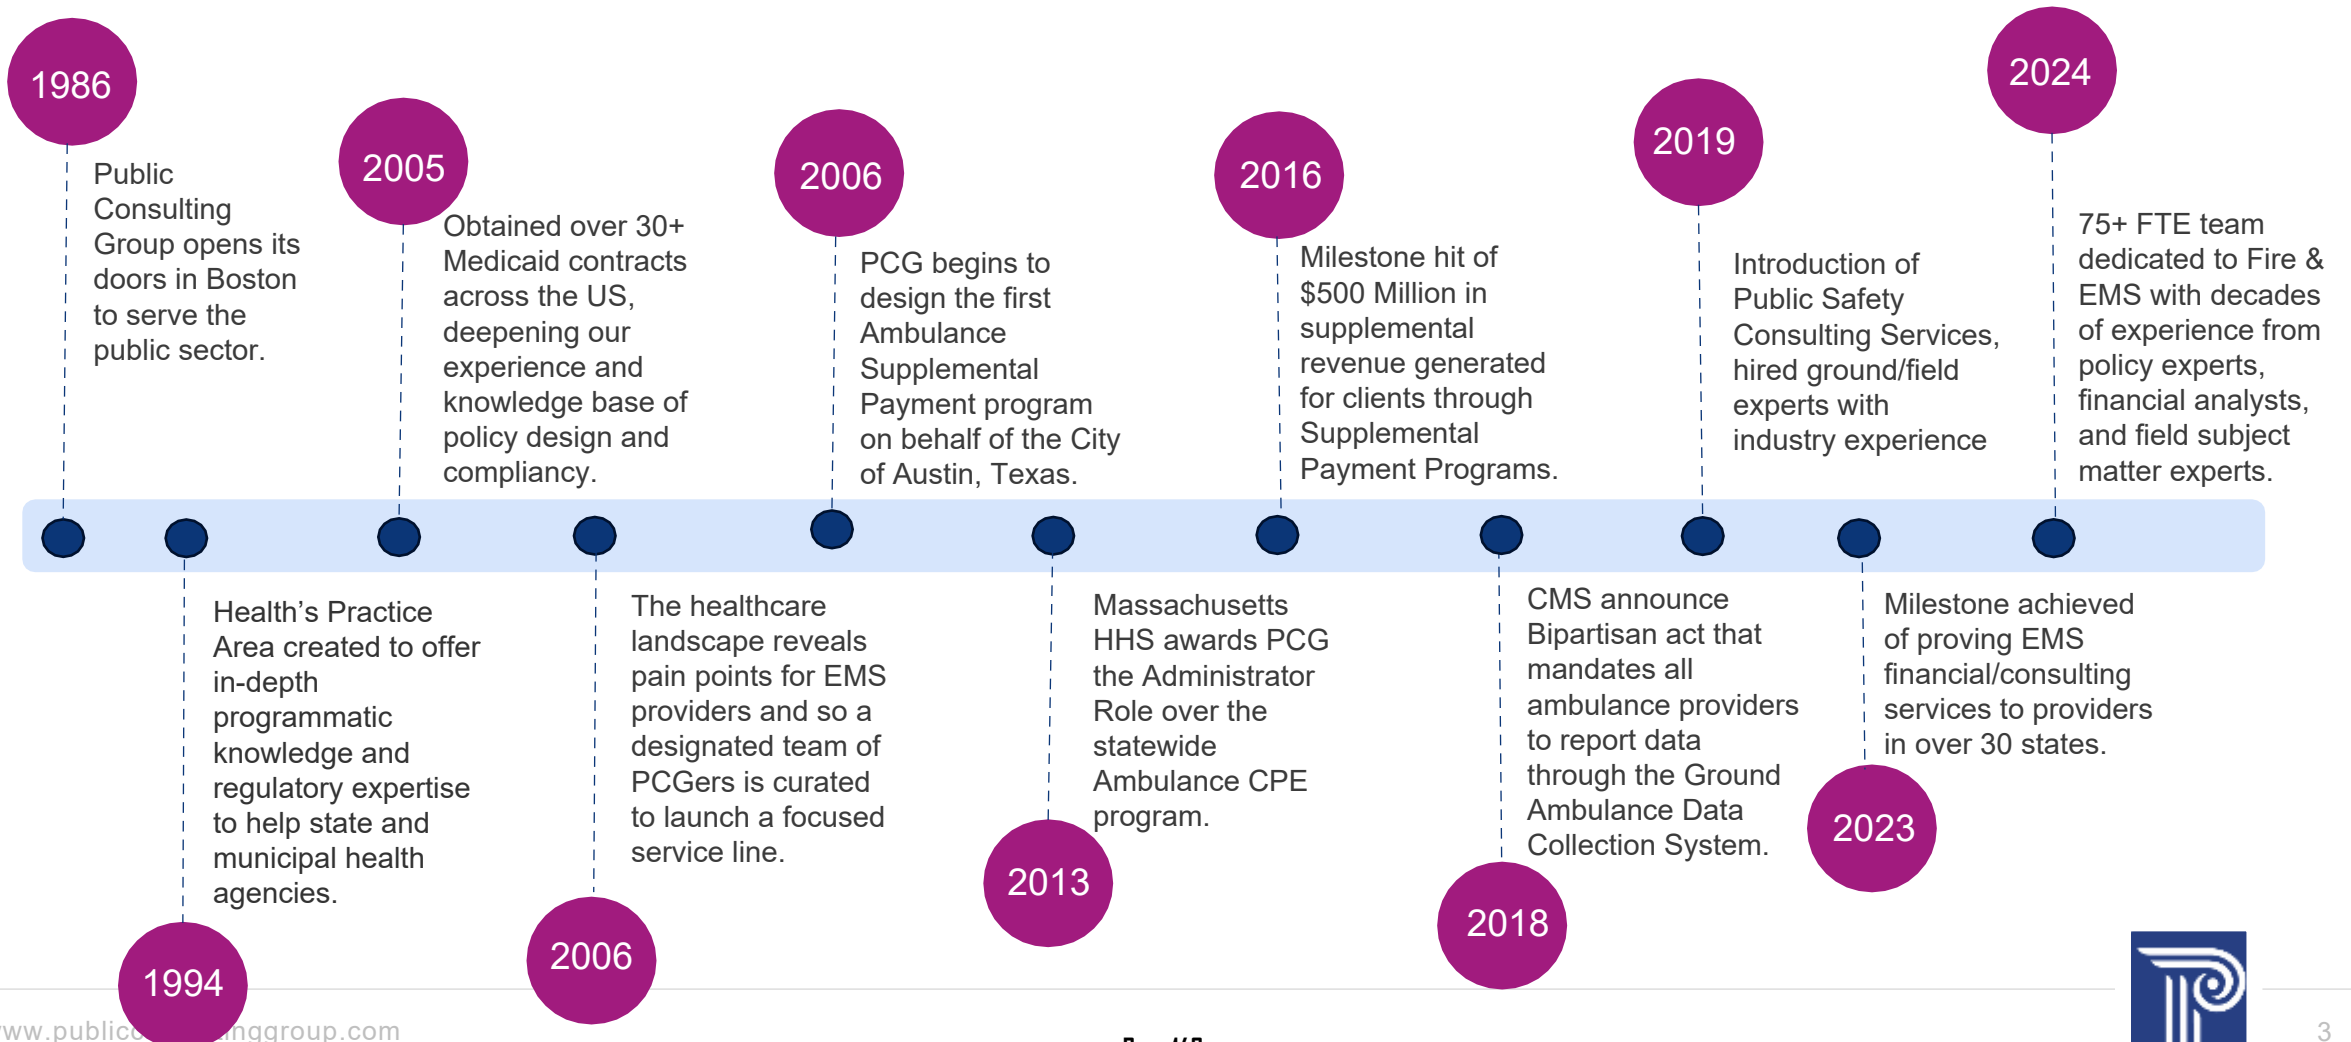 1986
Public
Consulting
Group opens its
doors in Boston
to serve the
public sector.
2005
Obtained over 30+
Medicaid contracts
across the US,
deepening our
experience and
knowledge base of
policy design and
compliancy.
2006
PCG begins to
design the first
Ambulance
Supplemental
Payment program
on behalf of the City
of Austin, Texas.
2016
Milestone hit of
$500 Million in
supplemental
revenue generated
for clients through
Supplemental
Payment Programs.
2019
Introduction of
Public Safety
Consulting Services,
hired ground/field
experts with
industry experience
2024
75+ FTE team
dedicated to Fire &
EMS with decades
of experience from
policy experts,
financial analysts,
and field subject
matter experts.
Health’s Practice
Area created to offer
in-depth
programmatic
knowledge and
regulatory expertise
to help state and
municipal health
agencies.
1994
The healthcare
landscape reveals
pain points for EMS
providers and so a
designated team of
PCGers is curated
to launch a focused
service line.
2006
Massachusetts
HHS awards PCG
the Administrator
Role over the
statewide
Ambulance CPE
program.
2013
CMS announce
Bipartisan act that
mandates all
ambulance providers
to report data
through the Ground
Ambulance Data
Collection System.
2018
Milestone achieved
of proving EMS
financial/consulting
services to providers
in over 30 states.
2023
3